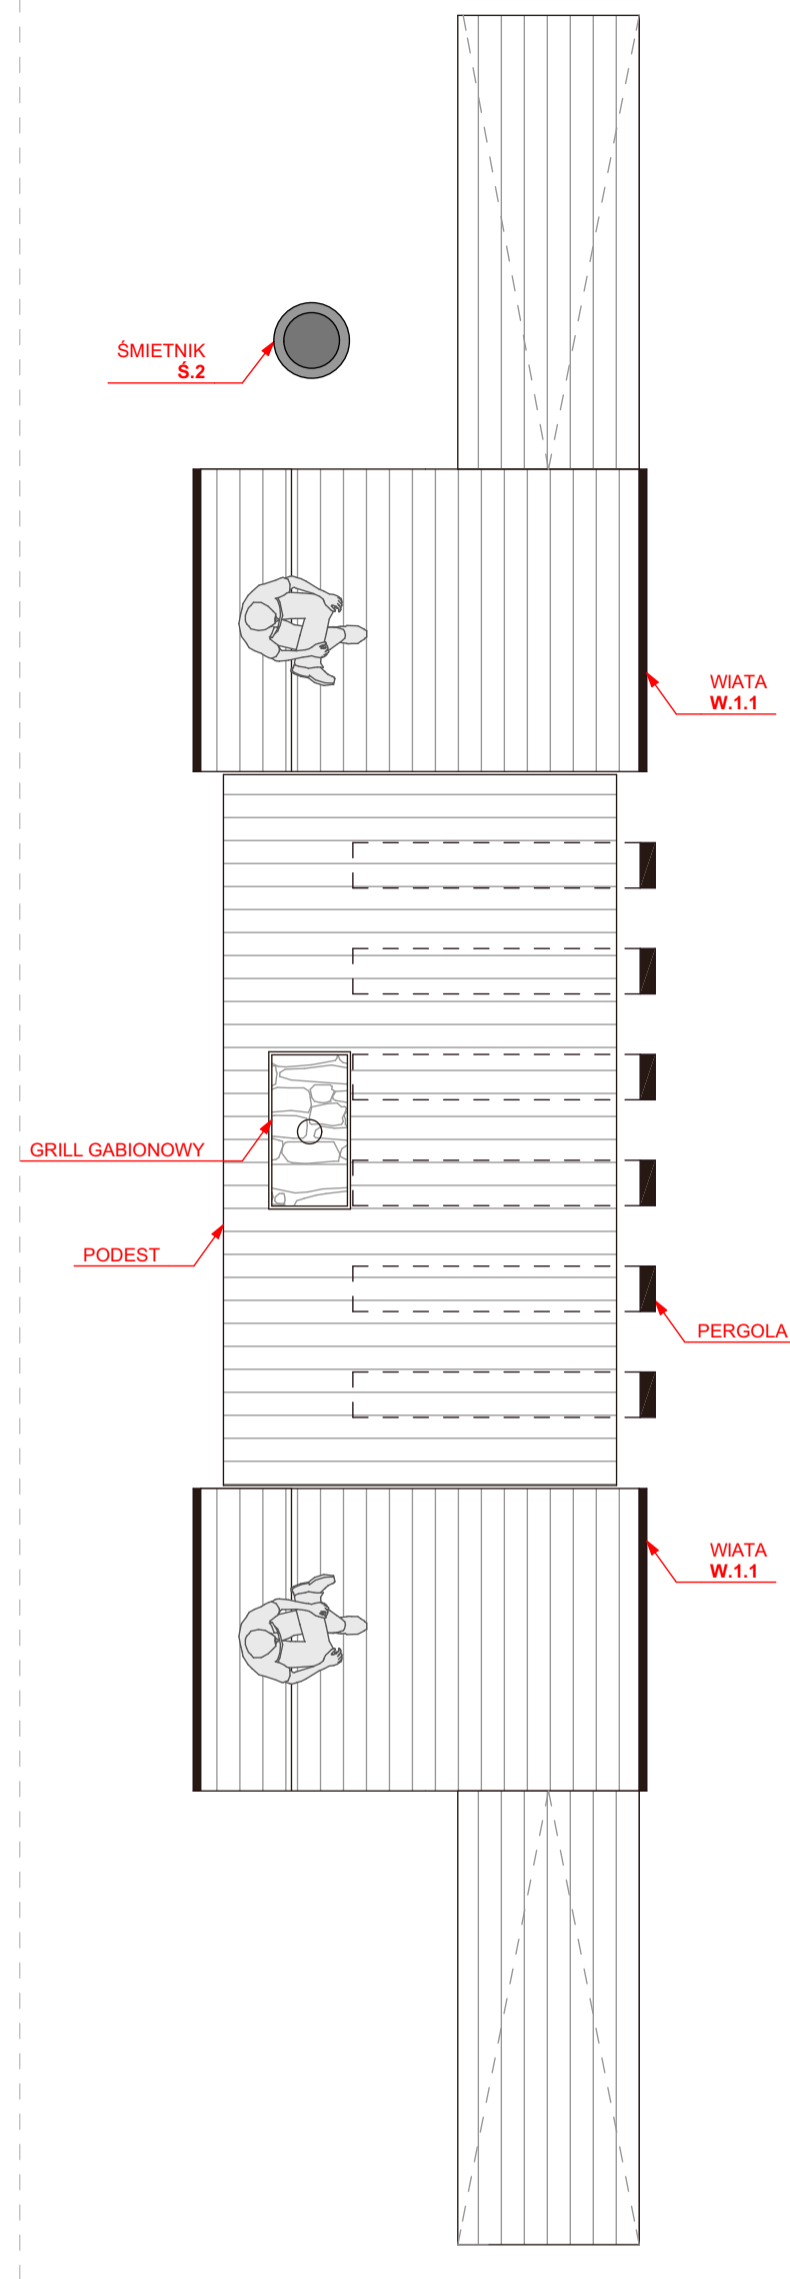 ŚMIETNIK
Ś.2
WIATA
W.1.1
GRILL GABIONOWY
PODEST
PERGOLA
WIATA
W.1.1